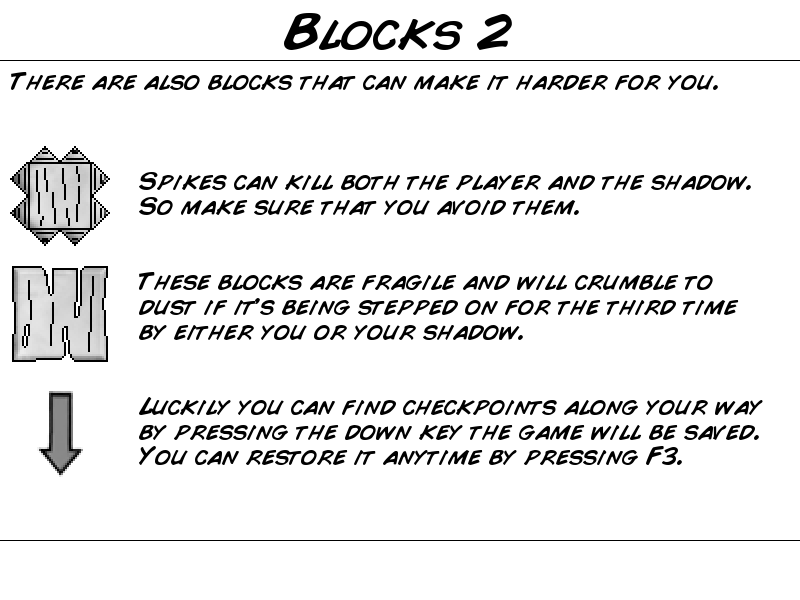 Blocks 2
There are also blocks that can make it harder for you.
Spikes can kill both the player and the shadow.
So make sure that you avoid them.
These blocks are fragile and will crumble to
dust if it's being stepped on for the third time
by either you or your shadow.
Luckily you can find checkpoints along your way
by pressing the down key the game will be saved.
You can restore it anytime by pressing F3.